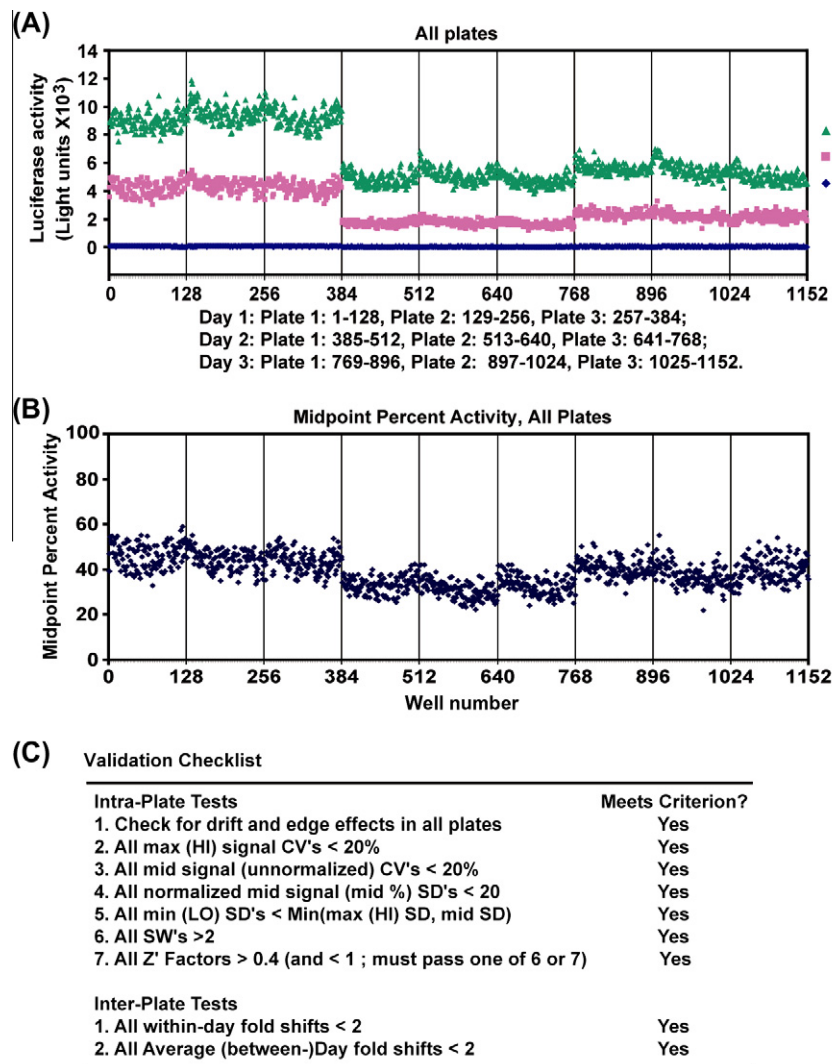 (A)
All plates
Luciferase activity
(Light units X10³)
14
12
10
8
6
4
2
0
0 128 256 384 512 640 768 896 1024 1152
Day 1: Plate 1: 1-128, Plate 2: 129-256, Plate 3: 257-384;
Day 2: Plate 1: 385-512, Plate 2: 513-640, Plate 3: 641-768;
Day 3: Plate 1: 769-896, Plate 2: 897-1024, Plate 3: 1025-1152.
(B)
Midpoint Percent Activity, All Plates
Midpoint Percent Activity
100
80
60
40
20
0
0 128 256 384 512 640 768 896 1024 1152
Well number
(C)
Validation Checklist
Intra-Plate Tests Meets Criterion?
1. Check for drift and edge effects in all plates Yes
2. All max (HI) signal CV's < 20% Yes
3. All mid signal (unnormalized) CV's < 20% Yes
4. All normalized mid signal (mid %) SD's < 20 Yes
5. All min (LO) SD's < Min(max (HI) SD, mid SD) Yes
6. All SW's >2 Yes
7. All Z' Factors > 0.4 (and < 1 ; must pass one of 6 or 7) Yes
Inter-Plate Tests
1. All within-day fold shifts < 2 Yes
2. All Average (between-)Day fold shifts < 2 Yes